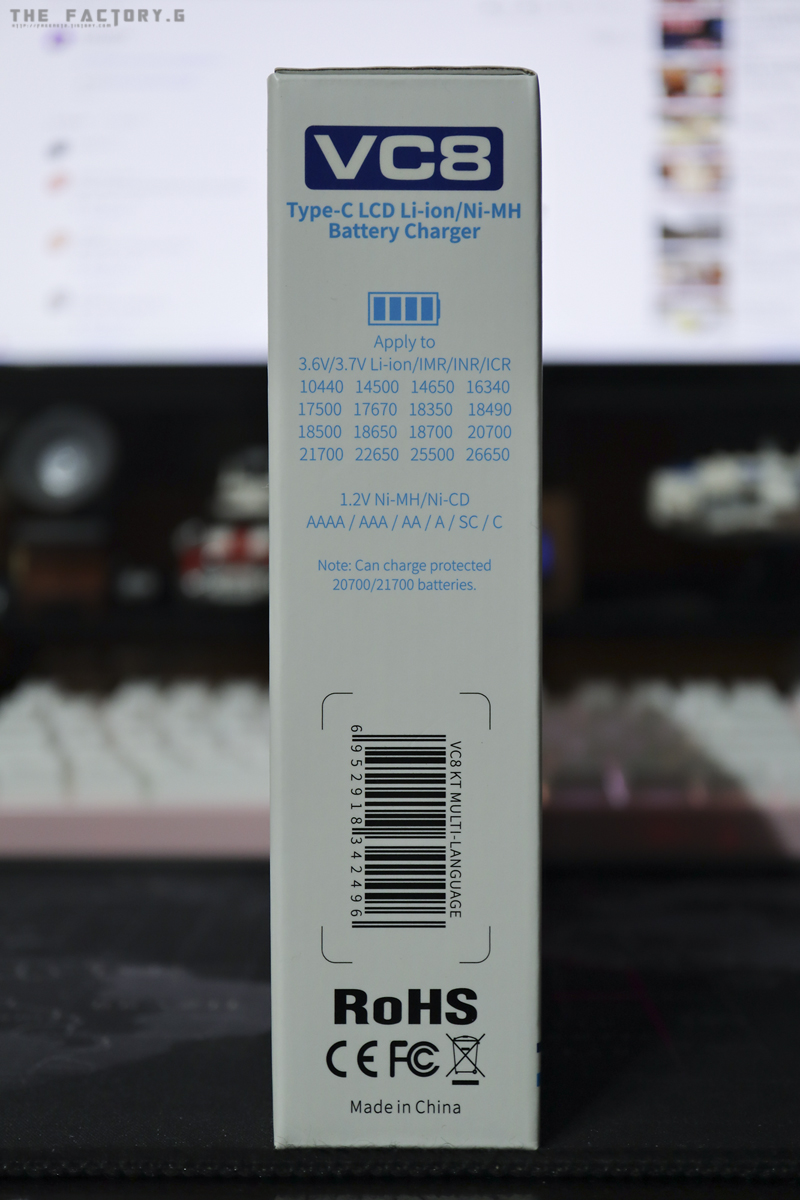 THE FACTORY.G
VC8
Type-C LCD Li-ion/Ni-MH
Battery Charger
Apply to
3.6V/3.7V Li-ion/IMR/INR/ICR
10440 14500 14650 16340
17500 17670 18350 18490
18500 18650 18700 20700
21700 22650 25500 26650
1.2V Ni-MH/Ni-CD
AAAA / AAA / AA / A / SC / C
Note: Can charge protected
20700/21700 batteries.
VC8 KT MULTI-LANGUAGE
6952918342496
RoHS
CE FC
Made in China